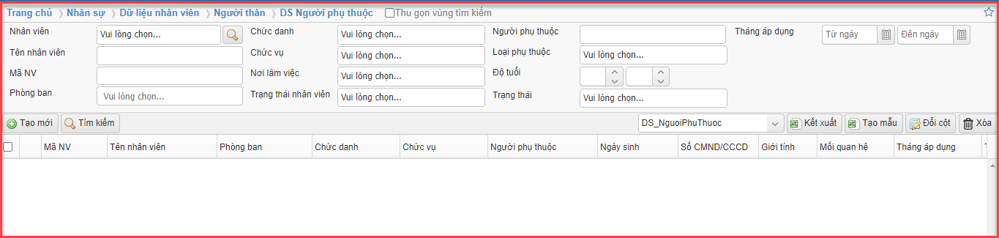 Trang chủ Nhân sự Dữ liệu nhân viên Người thân DS Người phụ thuộc Thu gọn vùng tìm kiếm
Nhân viên Vui lòng chọn... Chức danh Vui lòng chọn... Người phụ thuộc Tháng áp dụng Từ ngày Đến ngày
Tên nhân viên Chức vụ Vui lòng chọn... Loại phụ thuộc Vui lòng chọn...
Mã NV Nơi làm việc Vui lòng chọn... Độ tuổi
Phòng ban Vui lòng chọn... Trạng thái nhân viên Vui lòng chọn... Trạng thái Vui lòng chọn...
Tạo mới Tìm kiếm DS_NguoiPhuThuoc Kết xuất Tạo mẫu Đổi cột Xóa
Mã NV Tên nhân viên Phòng ban Chức danh Chức vụ Người phụ thuộc Ngày sinh Số CMND/CCCD Giới tính Mối quan hệ Tháng áp dụng